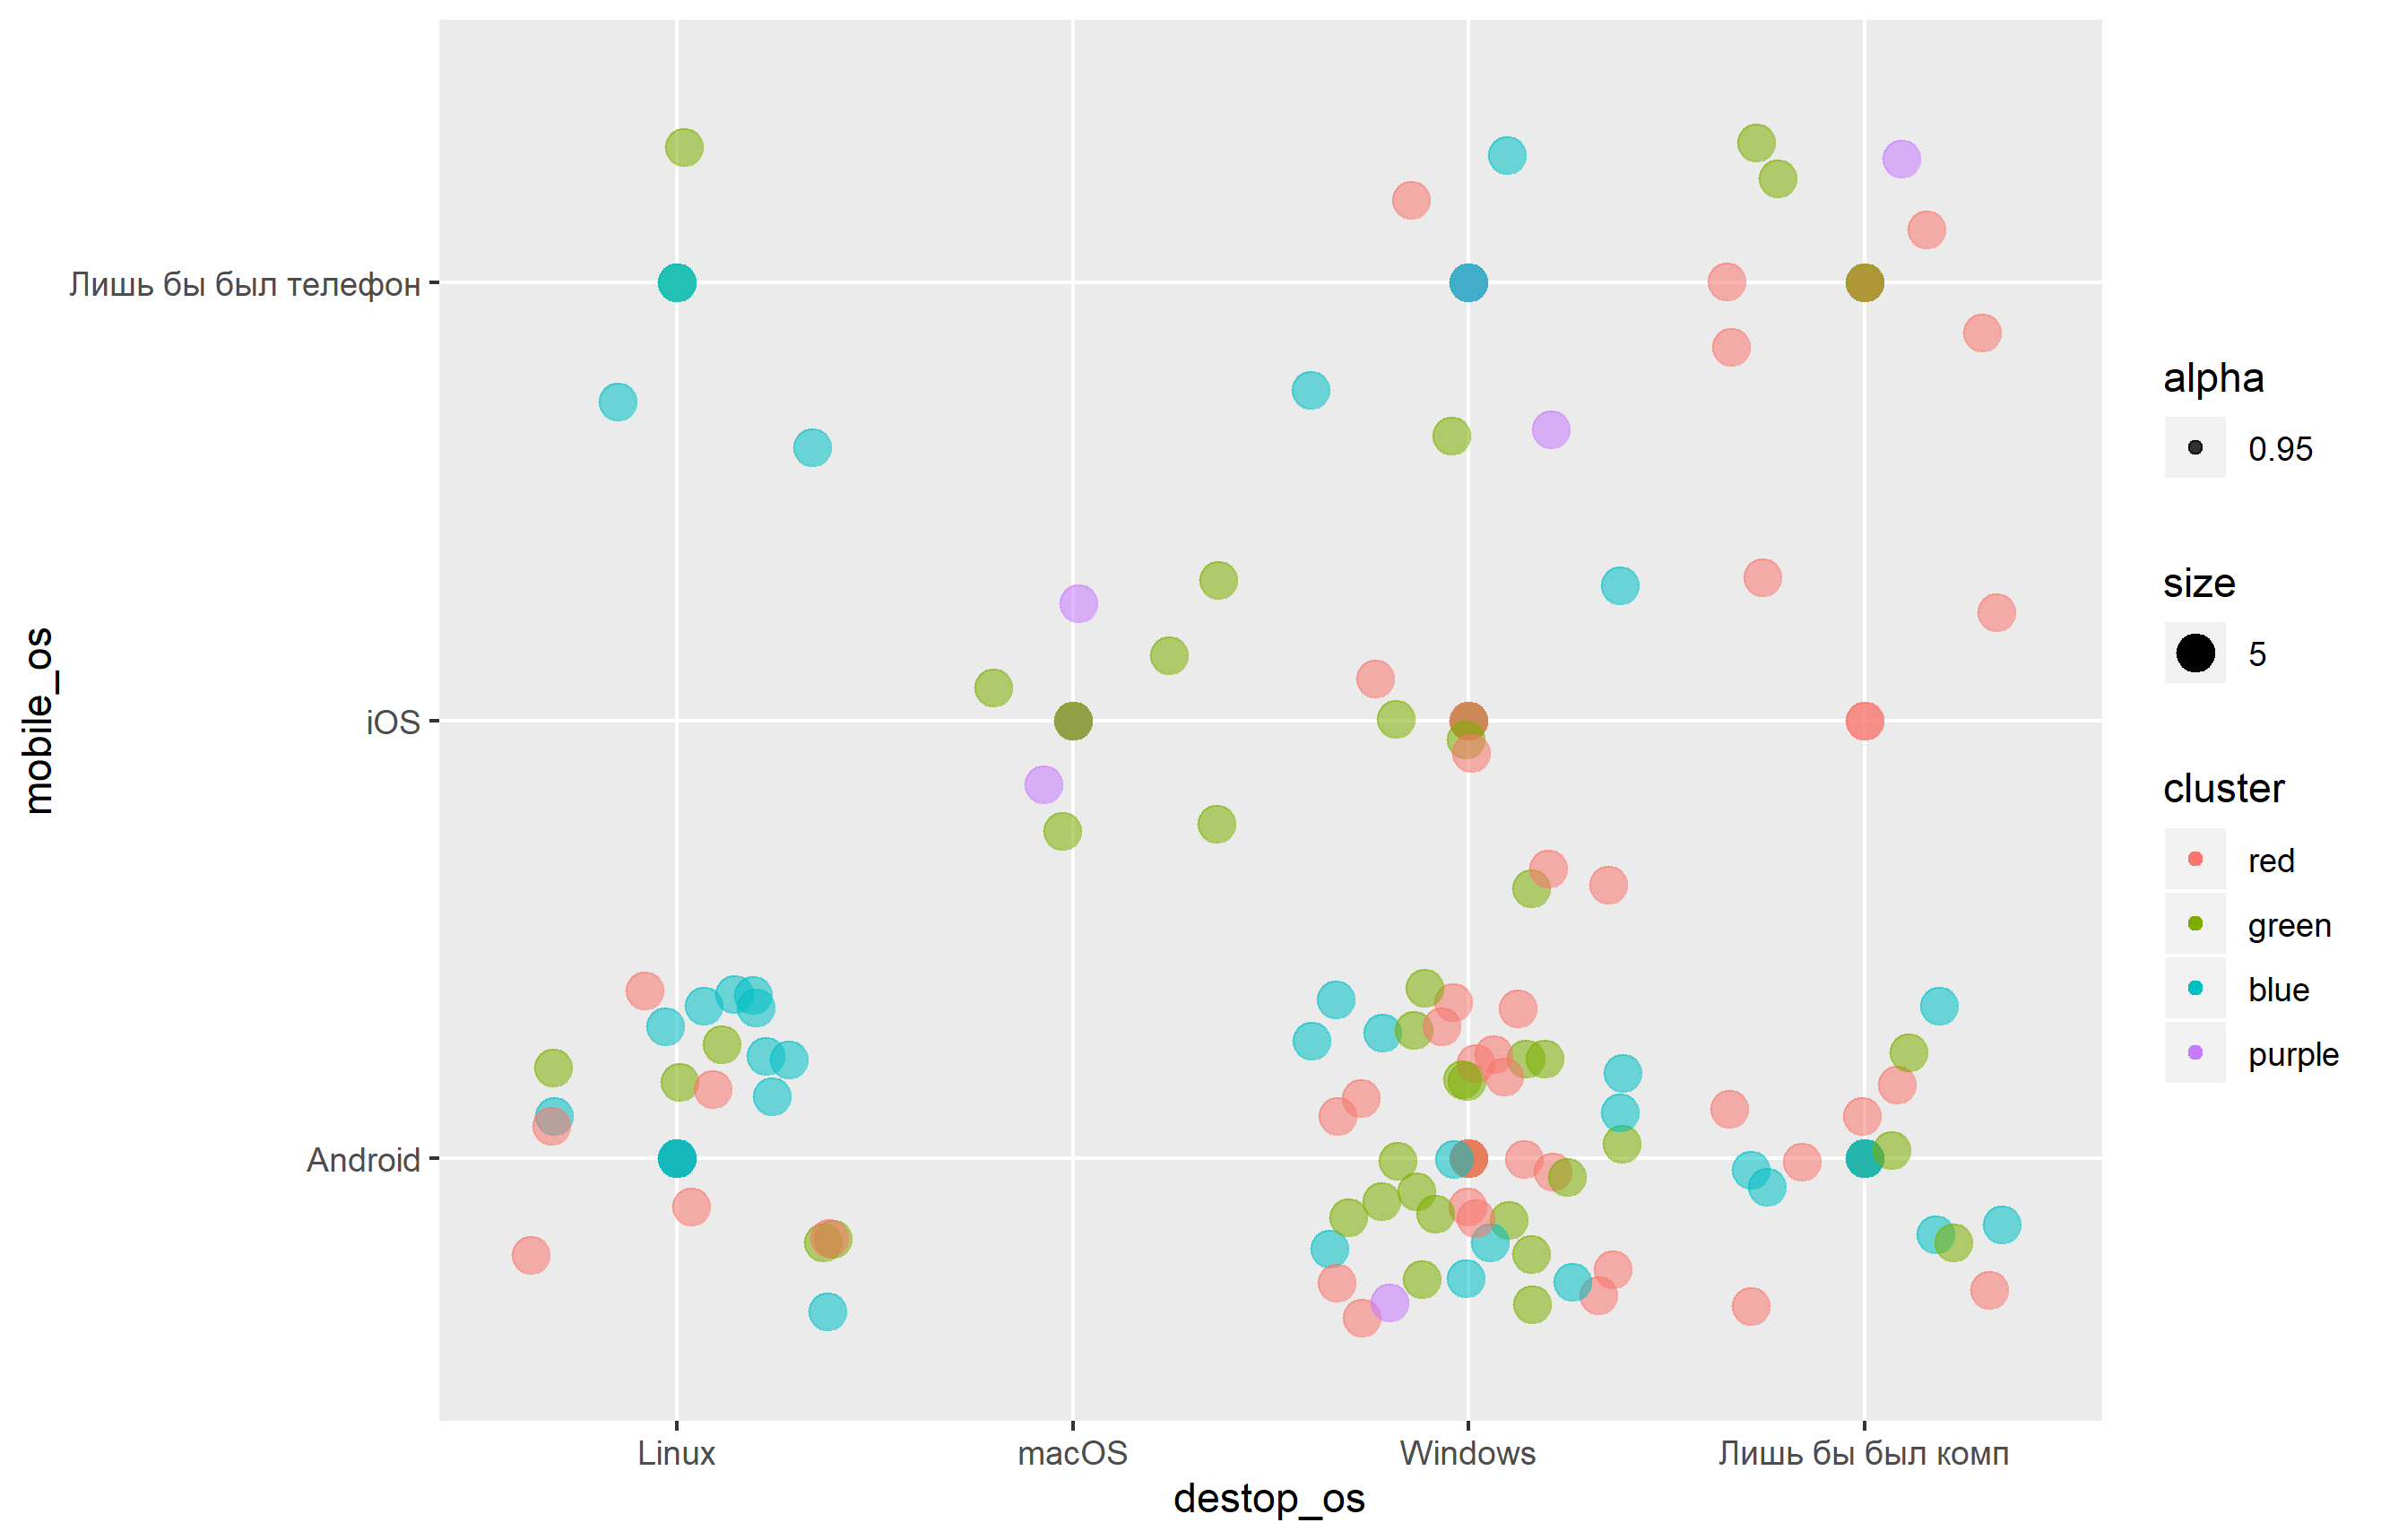 mobile_os
Лишь бы был телефон
iOS
Android
Linux
macOS
Windows
Лишь бы был комп
destop_os
alpha
0.95
size
5
cluster
red
green
blue
purple